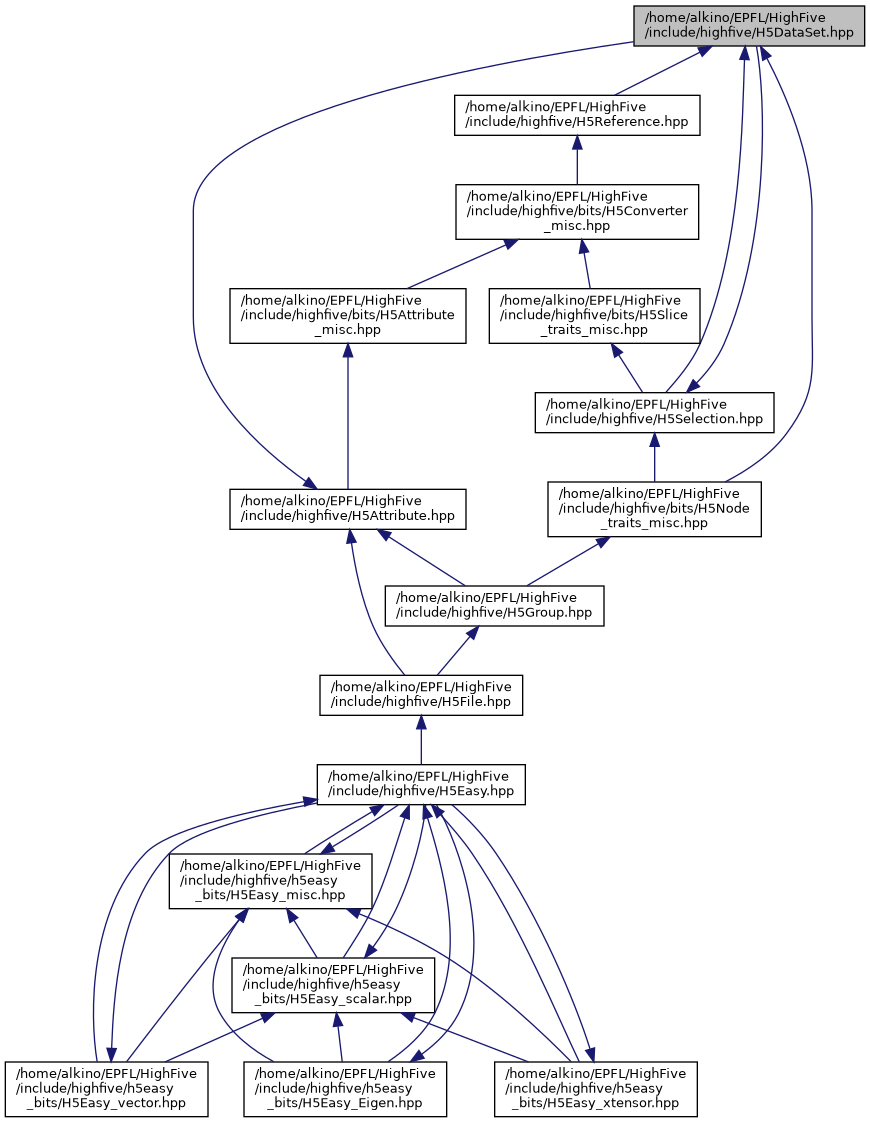 /home/alkino/EPFL/HighFive
/include/highfive/H5DataSet.hpp
/home/alkino/EPFL/HighFive
/include/highfive/H5Reference.hpp
/home/alkino/EPFL/HighFive
/include/highfive/bits/H5Converter
_misc.hpp
/home/alkino/EPFL/HighFive
/include/highfive/bits/H5Attribute
_misc.hpp
/home/alkino/EPFL/HighFive
/include/highfive/bits/H5Slice
_traits_misc.hpp
/home/alkino/EPFL/HighFive
/include/highfive/H5Selection.hpp
/home/alkino/EPFL/HighFive
/include/highfive/H5Attribute.hpp
/home/alkino/EPFL/HighFive
/include/highfive/bits/H5Node
_traits_misc.hpp
/home/alkino/EPFL/HighFive
/include/highfive/H5Group.hpp
/home/alkino/EPFL/HighFive
/include/highfive/H5File.hpp
/home/alkino/EPFL/HighFive
/include/highfive/H5Easy.hpp
/home/alkino/EPFL/HighFive
/include/highfive/h5easy
_bits/H5Easy_misc.hpp
/home/alkino/EPFL/HighFive
/include/highfive/h5easy
_bits/H5Easy_scalar.hpp
/home/alkino/EPFL/HighFive
/include/highfive/h5easy
_bits/H5Easy_vector.hpp
/home/alkino/EPFL/HighFive
/include/highfive/h5easy
_bits/H5Easy_Eigen.hpp
/home/alkino/EPFL/HighFive
/include/highfive/h5easy
_bits/H5Easy_xtensor.hpp